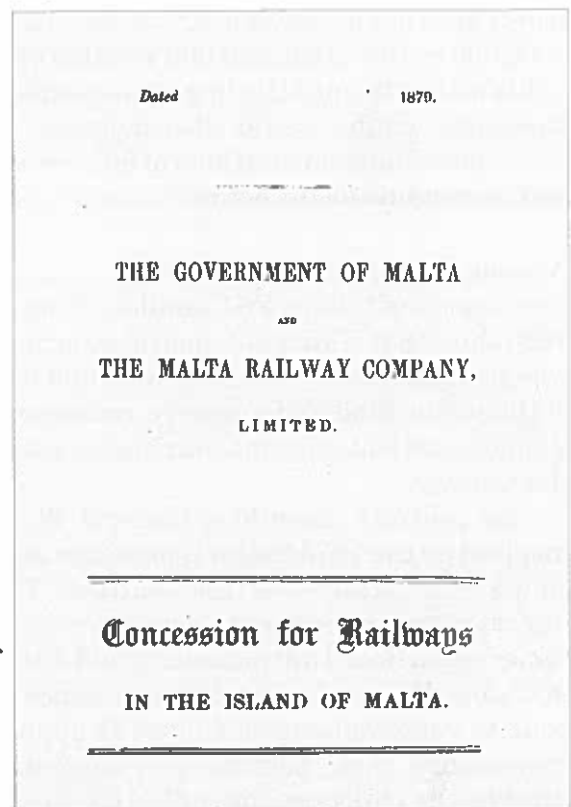 Dated 1879.
THE GOVERNMENT OF MALTA
AND
THE MALTA RAILWAY COMPANY,
LIMITED.
Concession for Railways
IN THE ISLAND OF MALTA.